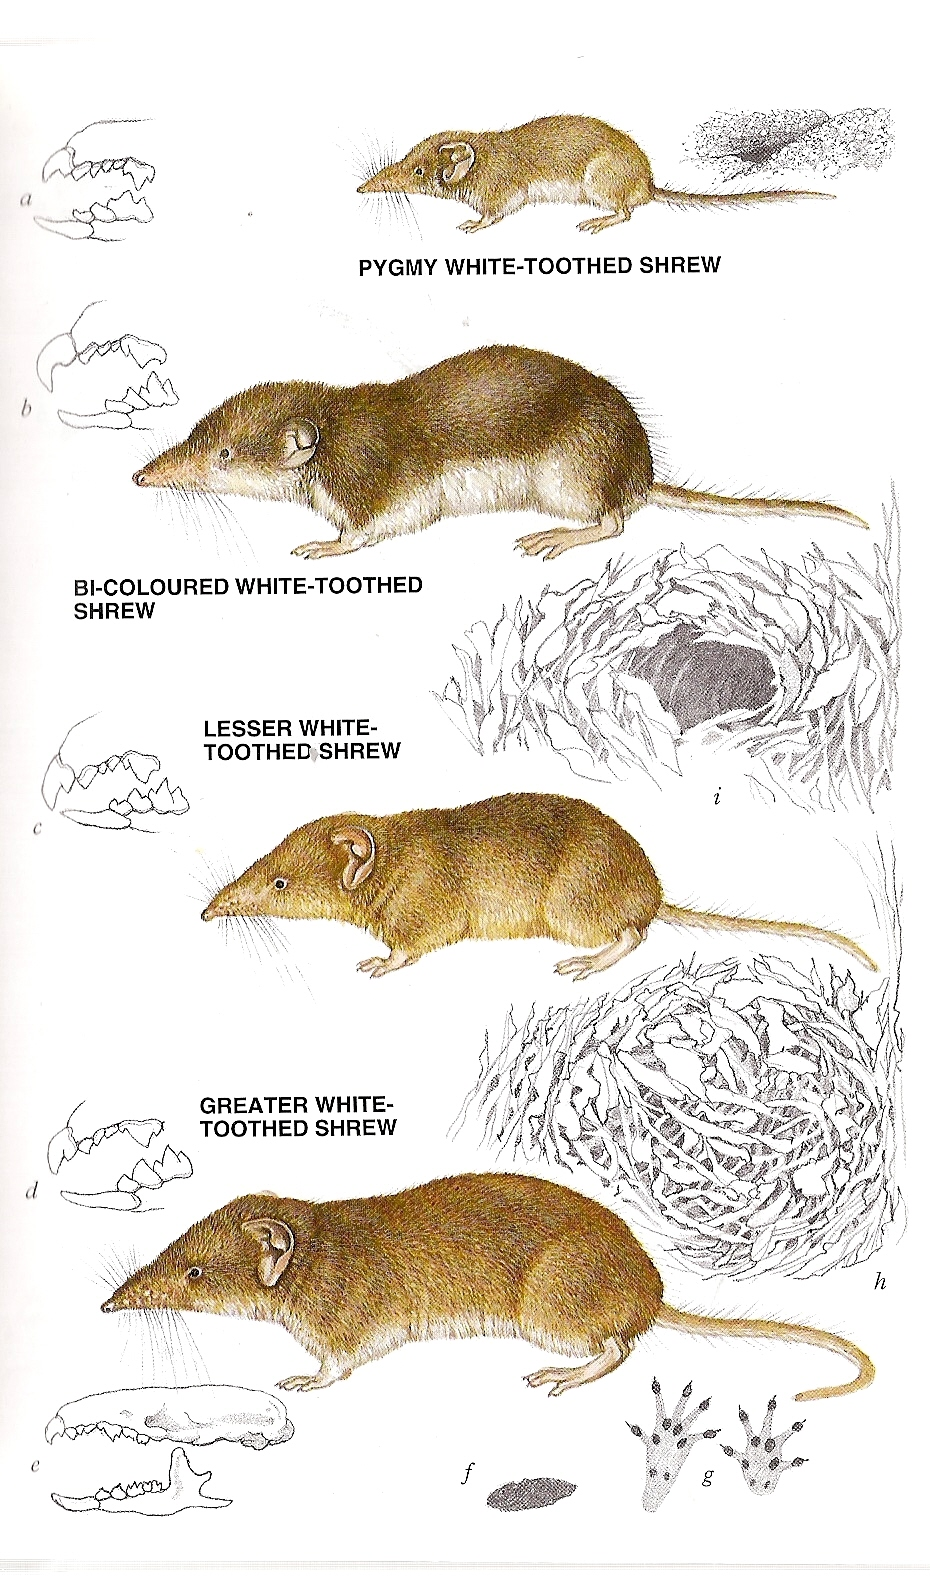 a
PYGMY WHITE-TOOTHED SHREW
b
BI-COLOURED WHITE-TOOTHED
SHREW
i
LESSER WHITE-
TOOTHED SHREW
c
GREATER WHITE-
TOOTHED SHREW
d
h
e
f
g